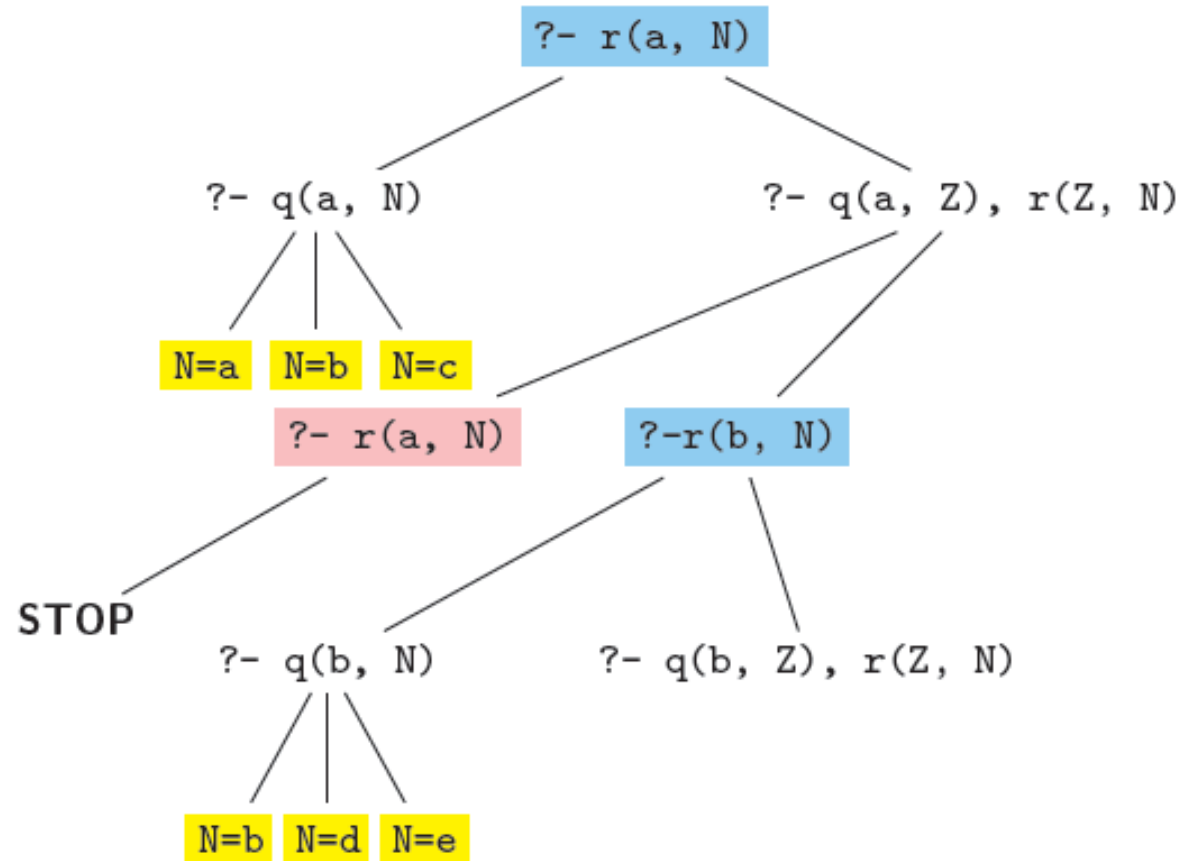 ?- r(a, N)
?- q(a, N)
?- q(a, Z), r(Z, N)
N=a
N=b
N=c
?- r(a, N)
?-r(b, N)
STOP
?- q(b, N)
?- q(b, Z), r(Z, N)
N=b
N=d
N=e